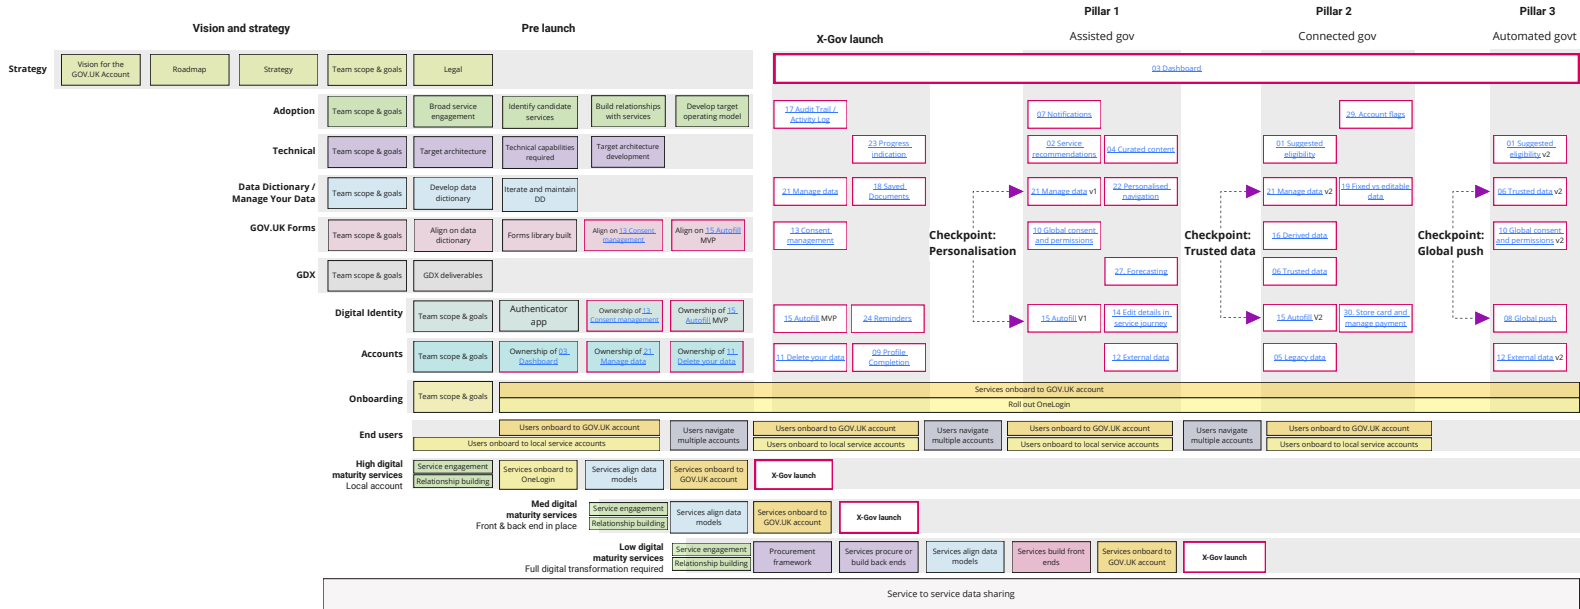 Vision and strategy
Pre launch
X-Gov launch
Pillar 1
Assisted gov
Pillar 2
Connected gov
Pillar 3
Automated govt
Strategy
Vision for the
GOV.UK Account
Roadmap
Strategy
Team scope & goals
Legal
03 Dashboard
Adoption
Team scope & goals
Broad service
engagement
Identify candidate
services
Build relationships
with services
Develop target
operating model
17 Audit Trail /
Activity Log
07 Notifications
29. Account flags
Technical
Team scope & goals
Target architecture
Technical capabilities
required
Target architecture
development
23 Progress
indication
02 Service
recommendations
04 Curated content
01 Suggested
eligibility
01 Suggested
eligibility v2
Data Dictionary /
Manage Your Data
Team scope & goals
Develop data
dictionary
Iterate and maintain
DD
21 Manage data
18 Saved
Documents
21 Manage data v1
22 Personalised
navigation
21 Manage data v2
19 Fixed vs editable
data
06 Trusted data v2
GOV.UK Forms
Team scope & goals
Align on data
dictionary
Forms library built
Align on 13 Consent
management
Align on 15 Autofill
MVP
13 Consent
management
Checkpoint:
Personalisation
10 Global consent
and permissions
Checkpoint:
Trusted data
16 Derived data
Checkpoint:
Global push
10 Global consent
and permissions v2
GDX
Team scope & goals
GDX deliverables
27. Forecasting
06 Trusted data
Digital Identity
Team scope & goals
Authenticator
app
Ownership of 13
Consent management
Ownership of 15
Autofill MVP
15 Autofill MVP
24 Reminders
15 Autofill V1
14 Edit details in
service journey
15 Autofill V2
30. Store card and
manage payment
08 Global push
Accounts
Team scope & goals
Ownership of 03
Dashboard
Ownership of 21
Manage data
Ownership of 11
Delete your data
11 Delete your data
09 Profile
Completion
12 External data
05 Legacy data
12 External data v2
Onboarding
Team scope & goals
Services onboard to GOV.UK account
Roll out OneLogin
End users
Users onboard to GOV.UK account
Users onboard to local service accounts
Users navigate
multiple accounts
Users onboard to GOV.UK account
Users onboard to local service accounts
Users navigate
multiple accounts
Users onboard to GOV.UK account
Users onboard to local service accounts
Users navigate
multiple accounts
Users onboard to GOV.UK account
Users onboard to local service accounts
High digital
maturity services
Local account
Service engagement
Relationship building
Services onboard to
OneLogin
Services align data
models
Services onboard to
GOV.UK account
X-Gov launch
Med digital
maturity services
Front & back end in place
Service engagement
Relationship building
Services align data
models
Services onboard to
GOV.UK account
X-Gov launch
Low digital
maturity services
Full digital transformation required
Service engagement
Relationship building
Procurement
framework
Services procure or
build back ends
Services align data
models
Services build front
ends
Services onboard to
GOV.UK account
X-Gov launch
Service to service data sharing